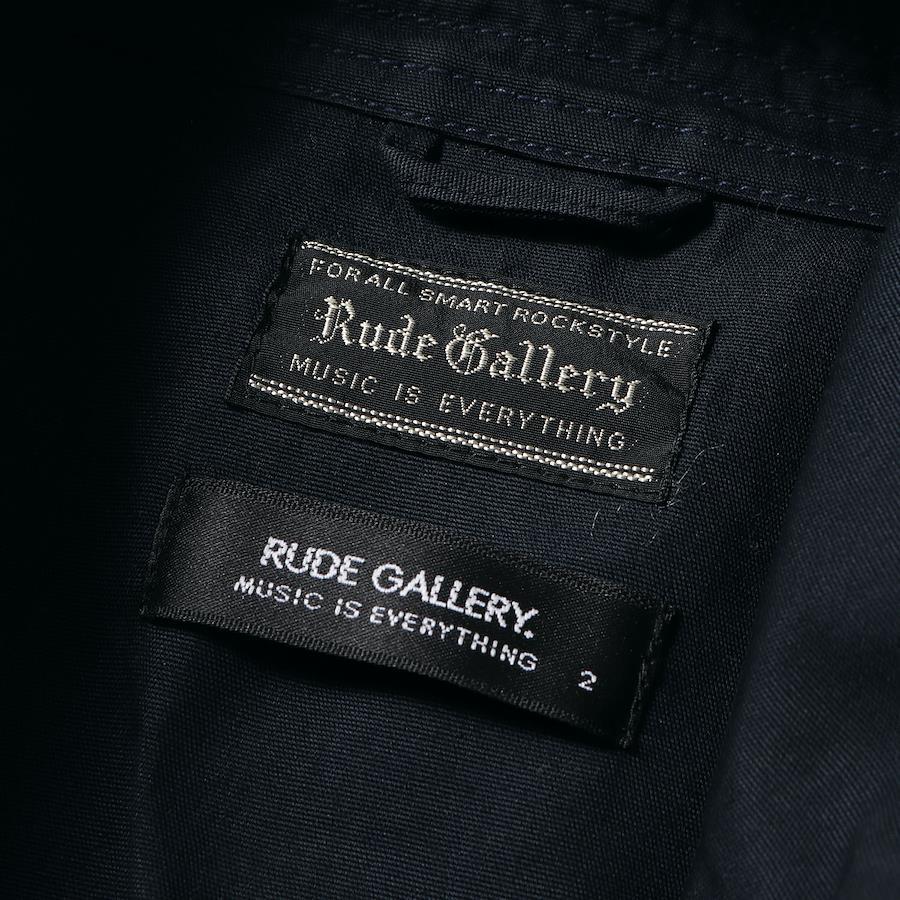 FOR ALL SMART ROCKSTYLE
Rude Gallery
MUSIC IS EVERYTHING
RUDE GALLERY.
MUSIC IS EVERYTHING
2